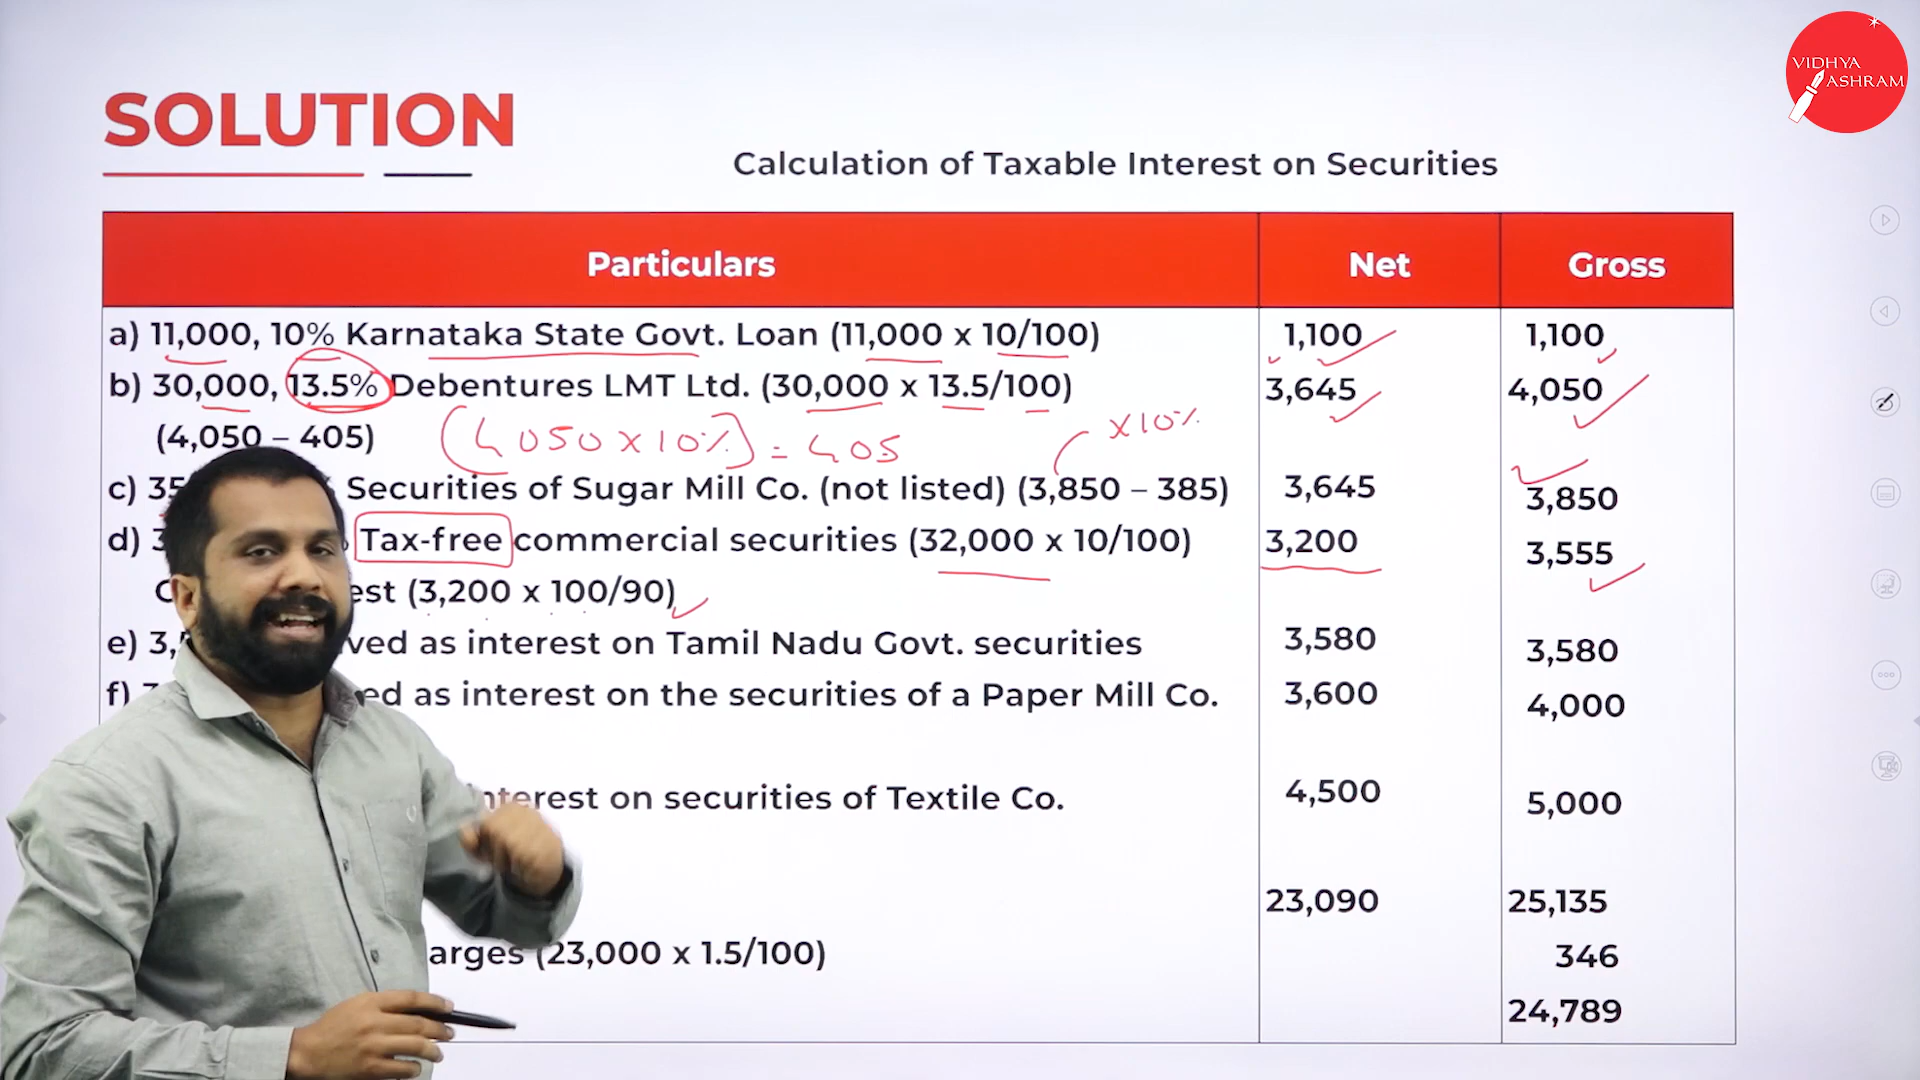 VIDHYA
ASHRAM
SOLUTION
Calculation of Taxable Interest on Securities
Particulars Net Gross
a) 11,000, 10% Karnataka State Govt. Loan (11,000 x 10/100) 1,100 1,100
b) 30,000, 13.5% Debentures LMT Ltd. (30,000 x 13.5/100) 3,645 4,050
(4,050 – 405) (4050 x 10%) = 405 x10%
c) 35 Securities of Sugar Mill Co. (not listed) (3,850 – 385) 3,645 3,850
d) 3 Tax-free commercial securities (32,000 x 10/100) 3,200 3,555
(3,200 x 100/90)
e) 3, as interest on Tamil Nadu Govt. securities 3,580 3,580
f) as interest on the securities of a Paper Mill Co. 3,600 4,000
interest on securities of Textile Co. 4,500 5,000
23,090 25,135
(23,000 x 1.5/100) 346
24,789